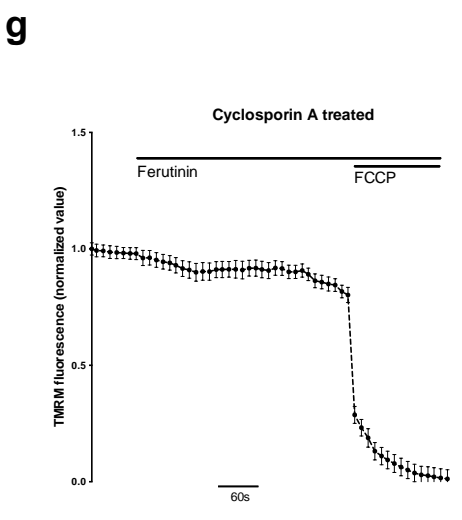 g
Cyclosporin A treated
1.5
Ferutinin
FCCP
1.0
TMRM fluorescence (normalized value)
0.5
0.0
60s